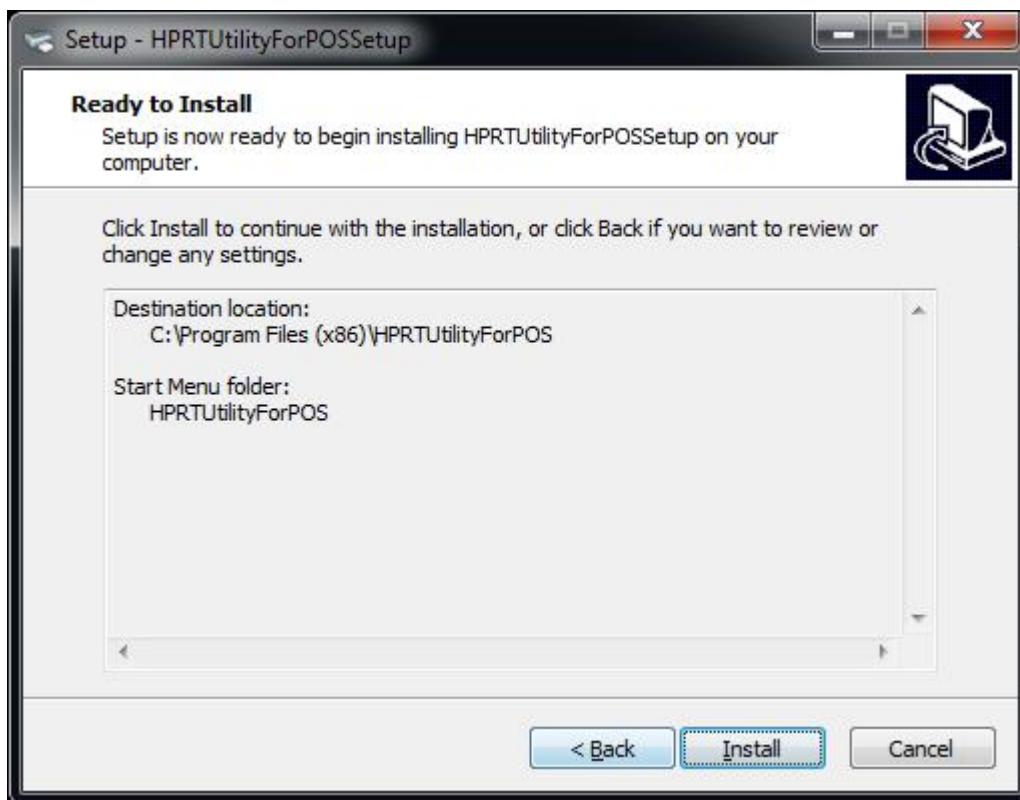 Setup - HPRTUtilityForPOSSetup
Ready to Install
Setup is now ready to begin installing HPRTUtilityForPOSSetup on your
computer.
Click Install to continue with the installation, or click Back if you want to review or
change any settings.
Destination location:
C:\Program Files (x86)\HPRTUtilityForPOS
Start Menu folder:
HPRTUtilityForPOS
< Back
Install
Cancel